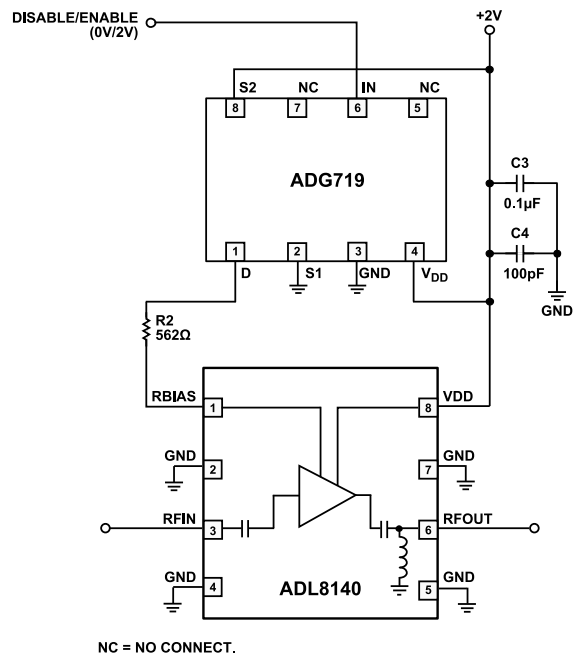 DISABLE/ENABLE
(0V/2V)
+2V
S2
NC
IN
NC
8
7
6
5
ADG719
C3
0.1µF
C4
100pF
GND
1
2
3
4
D
S1
GND
VDD
R2
562Ω
RBIAS
1
8
VDD
GND
2
7
GND
RFIN
3
6
RFOUT
GND
4
5
GND
ADL8140
NC = NO CONNECT.